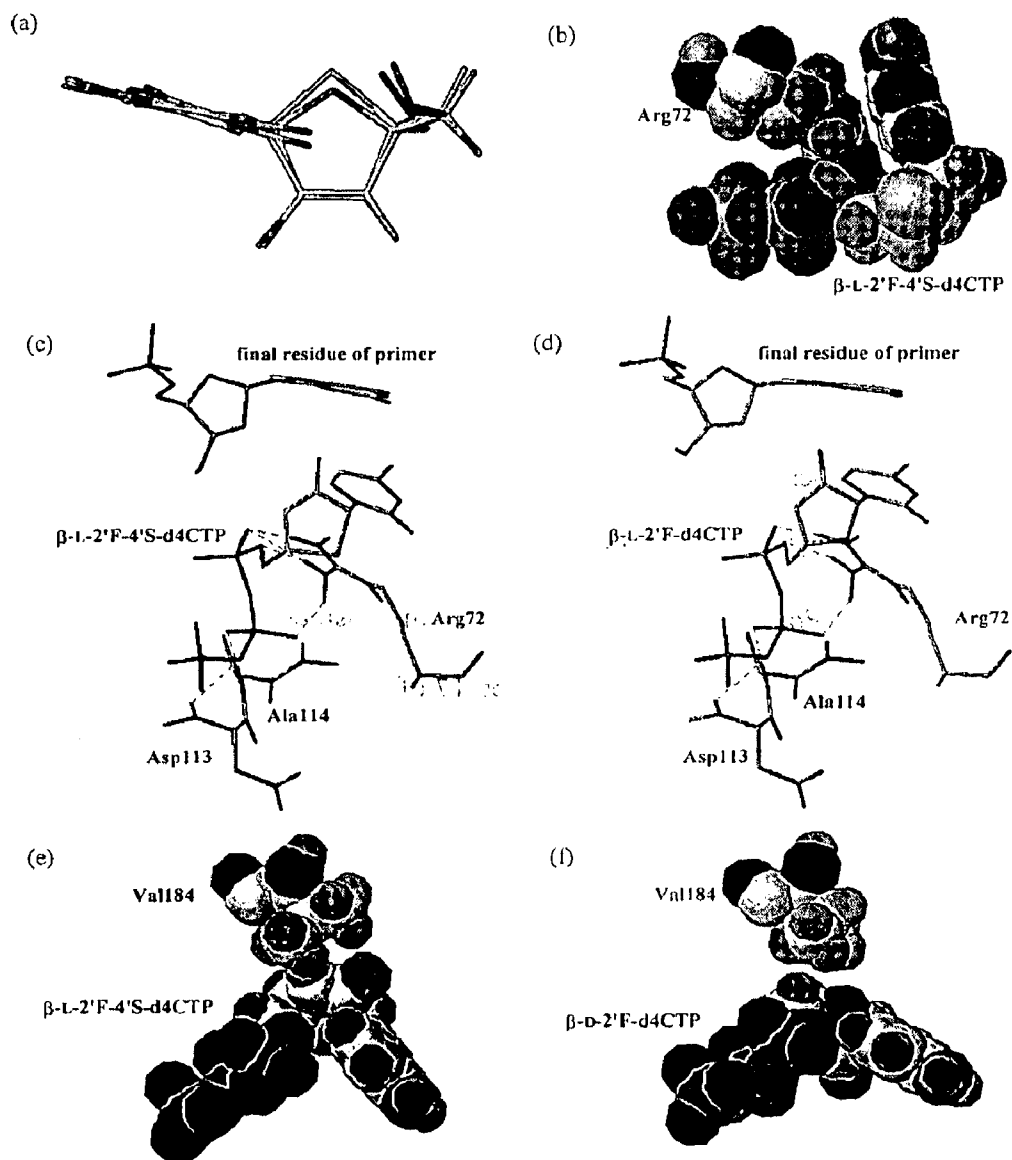 (a)
(b)
Arg72
β-L-2'F-4'S-d4CTP
(c)
final residue of primer
β-L-2'F-4'S-d4CTP
Arg72
Ala114
Asp113
(d)
final residue of primer
β-L-2'F-d4CTP
Arg72
Ala114
Asp113
(e)
Val184
β-L-2'F-4'S-d4CTP
(f)
Val184
β-D-2'F-d4CTP